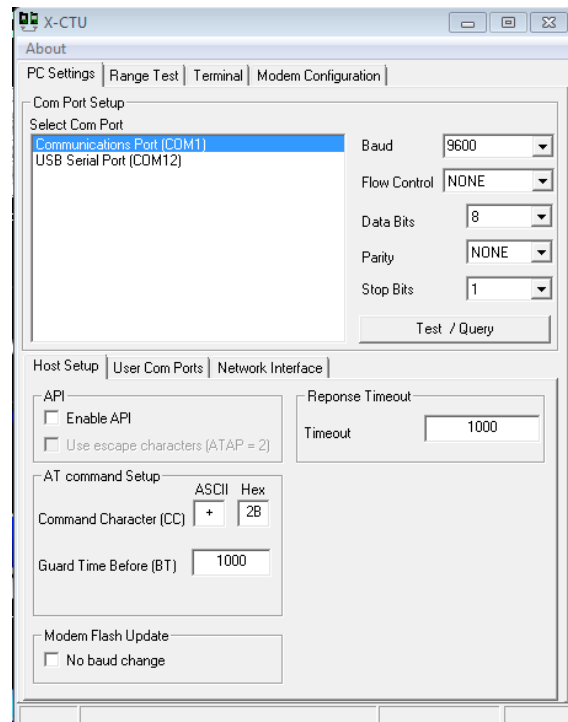 X-CTU
About
PC Settings Range Test Terminal Modem Configuration
Com Port Setup
Select Com Port
Communications Port (COM1)
USB Serial Port (COM12)
Baud 9600
Flow Control NONE
Data Bits 8
Parity NONE
Stop Bits 1
Test / Query
Host Setup User Com Ports Network Interface
API
Enable API
Use escape characters (ATAP = 2)
Reponse Timeout
Timeout 1000
AT command Setup
ASCII Hex
Command Character (CC) + 2B
Guard Time Before (BT) 1000
Modem Flash Update
No baud change